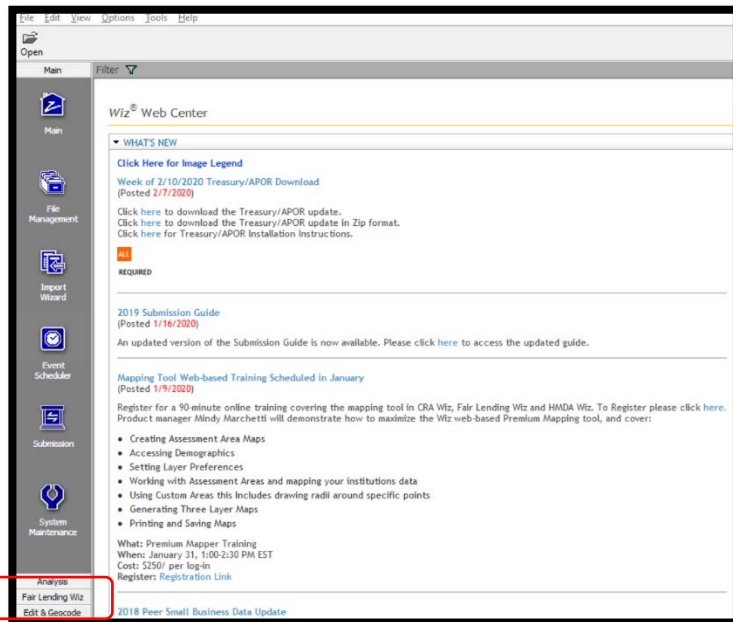 File Edit View Options Tools Help
Open
Main
Filter
Main
File
Management
Import
Wizard
Event
Scheduler
Submission
System
Maintenance
Analysis
Fair Lending Wiz
Edit & Geocode
Wiz® Web Center
WHAT'S NEW
Click Here for Image Legend
Week of 2/10/2020 Treasury/APOR Download
(Posted 2/7/2020)
Click here to download the Treasury/APOR update.
Click here to download the Treasury/APOR update in Zip format.
Click here for Treasury/APOR Installation Instructions.
ALL
REQUIRED
2019 Submission Guide
(Posted 1/16/2020)
An updated version of the Submission Guide is now available. Please click here to access the updated guide.
Mapping Tool Web-based Training Scheduled in January
(Posted 1/9/2020)
Register for a 90-minute online training covering the mapping tool in CRA Wiz, Fair Lending Wiz and HMDA Wiz. To Register please click here.
Product manager Mindy Marchetti will demonstrate how to maximize the Wiz web-based Premium Mapping tool, and cover:
• Creating Assessment Area Maps
• Accessing Demographics
• Setting Layer Preferences
• Working with Assessment Areas and mapping your institutions data
• Using Custom Areas this Includes drawing radii around specific points
• Generating Three Layer Maps
• Printing and Saving Maps
What: Premium Mapper Training
When: January 31, 1:00-2:30 PM EST
Cost: $250/ per log-in
Register: Registration Link
2018 Peer Small Business Data Update